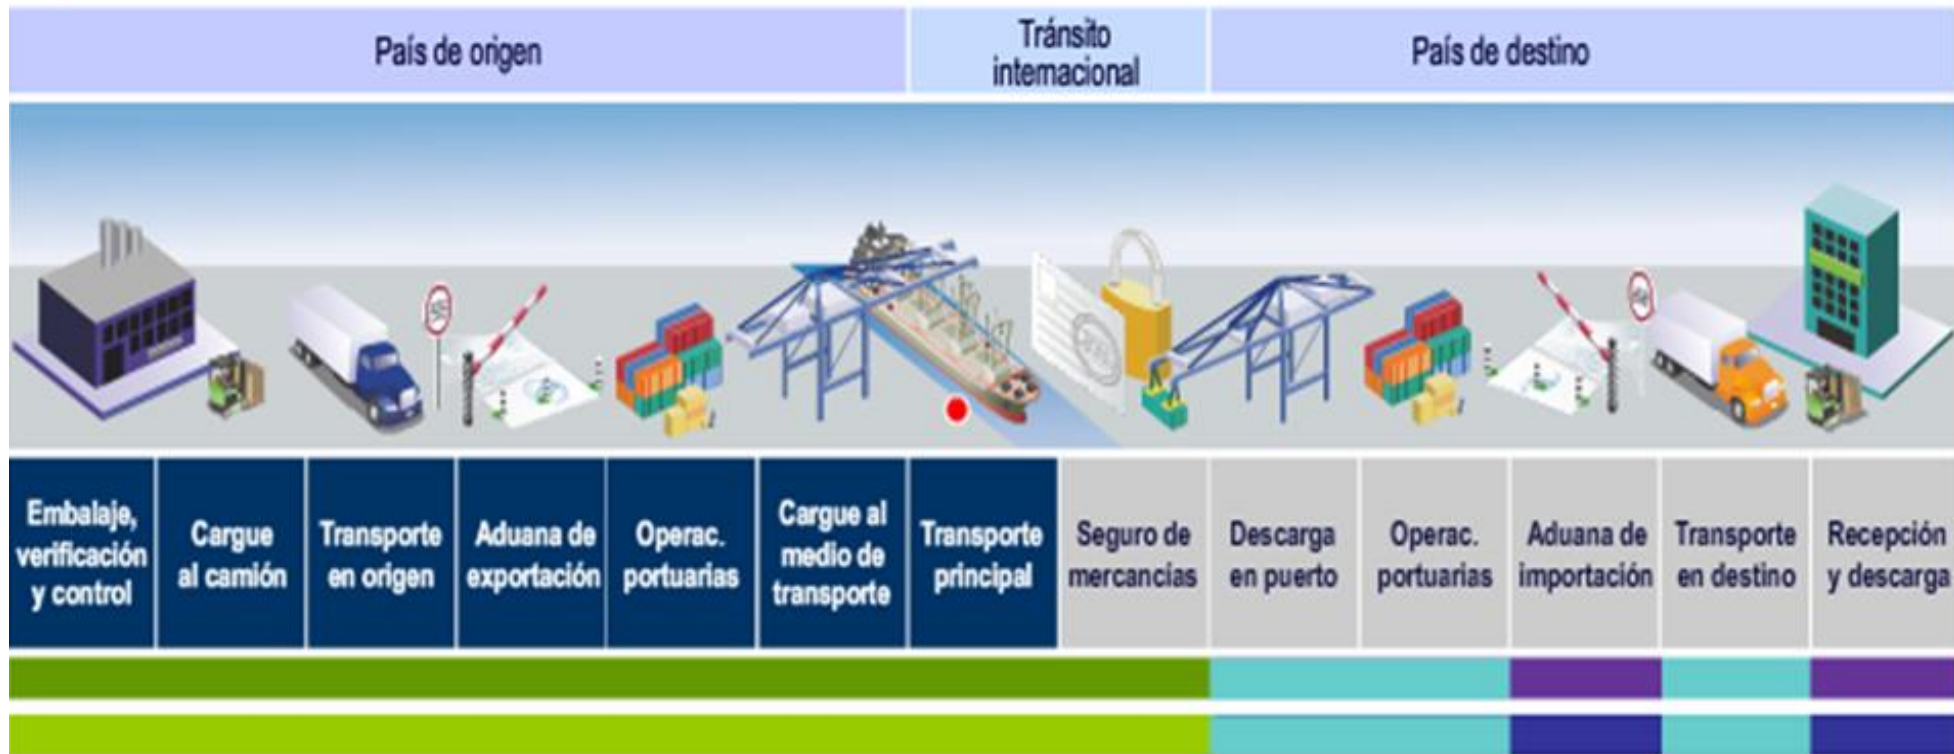 País de origen
Tránsito
internacional
País de destino
Embalaje,
verificación
y control
Cargue
al camión
Transporte
en origen
Aduana de
exportación
Operac.
portuarias
Cargue al
medio de
transporte
Transporte
principal
Seguro de
mercancías
Descarga
en puerto
Operac.
portuarias
Aduana de
importación
Transporte
en destino
Recepción
y descarga